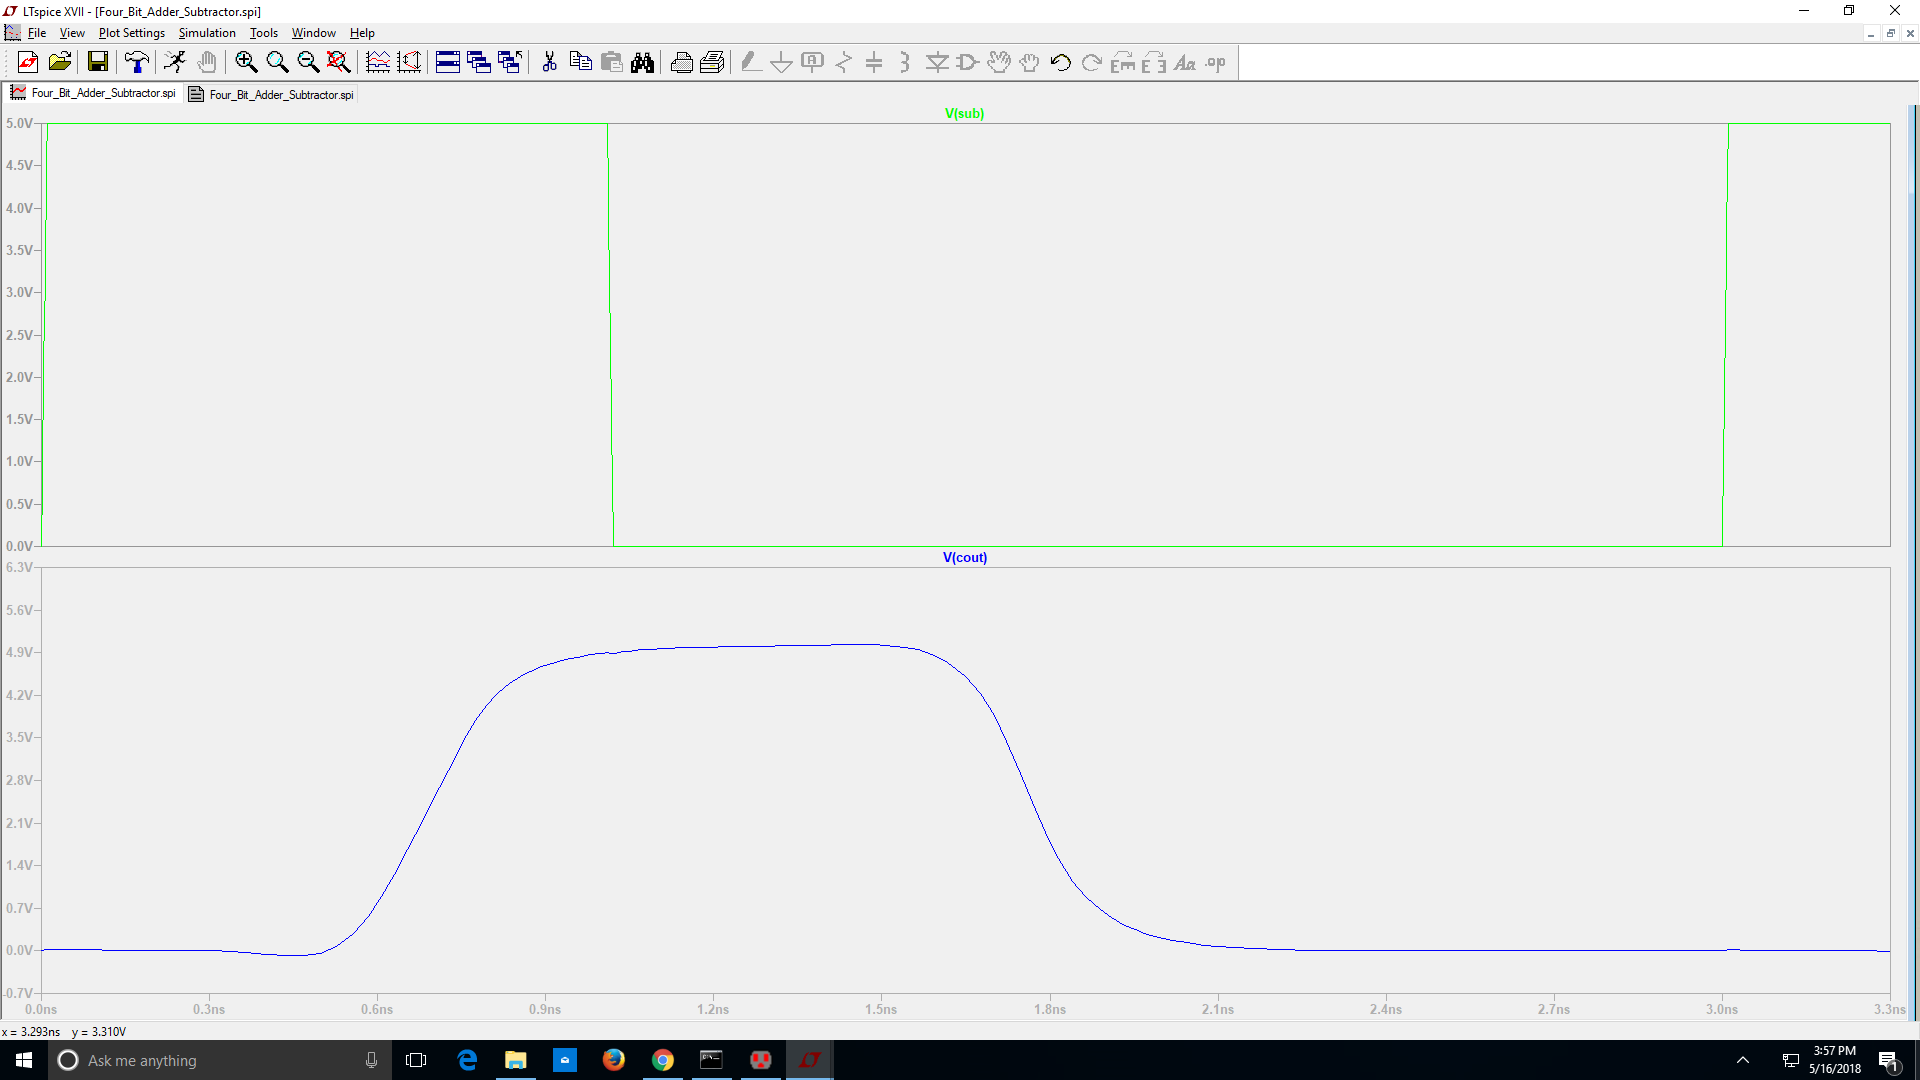 LTspice XVII - [Four_Bit_Adder_Subtractor.spi]
File View Plot Settings Simulation Tools Window Help
Aa .op
Four_Bit_Adder_Subtractor.spi Four_Bit_Adder_Subtractor.spi
V(sub)
5.0V
4.5V
4.0V
3.5V
3.0V
2.5V
2.0V
1.5V
1.0V
0.5V
0.0V
V(cout)
6.3V
5.6V
4.9V
4.2V
3.5V
2.8V
2.1V
1.4V
0.7V
0.0V
-0.7V
0.0ns 0.3ns 0.6ns 0.9ns 1.2ns 1.5ns 1.8ns 2.1ns 2.4ns 2.7ns 3.0ns 3.3ns
x = 3.293ns y = 3.310V
Ask me anything
3:57 PM
5/16/2018
1